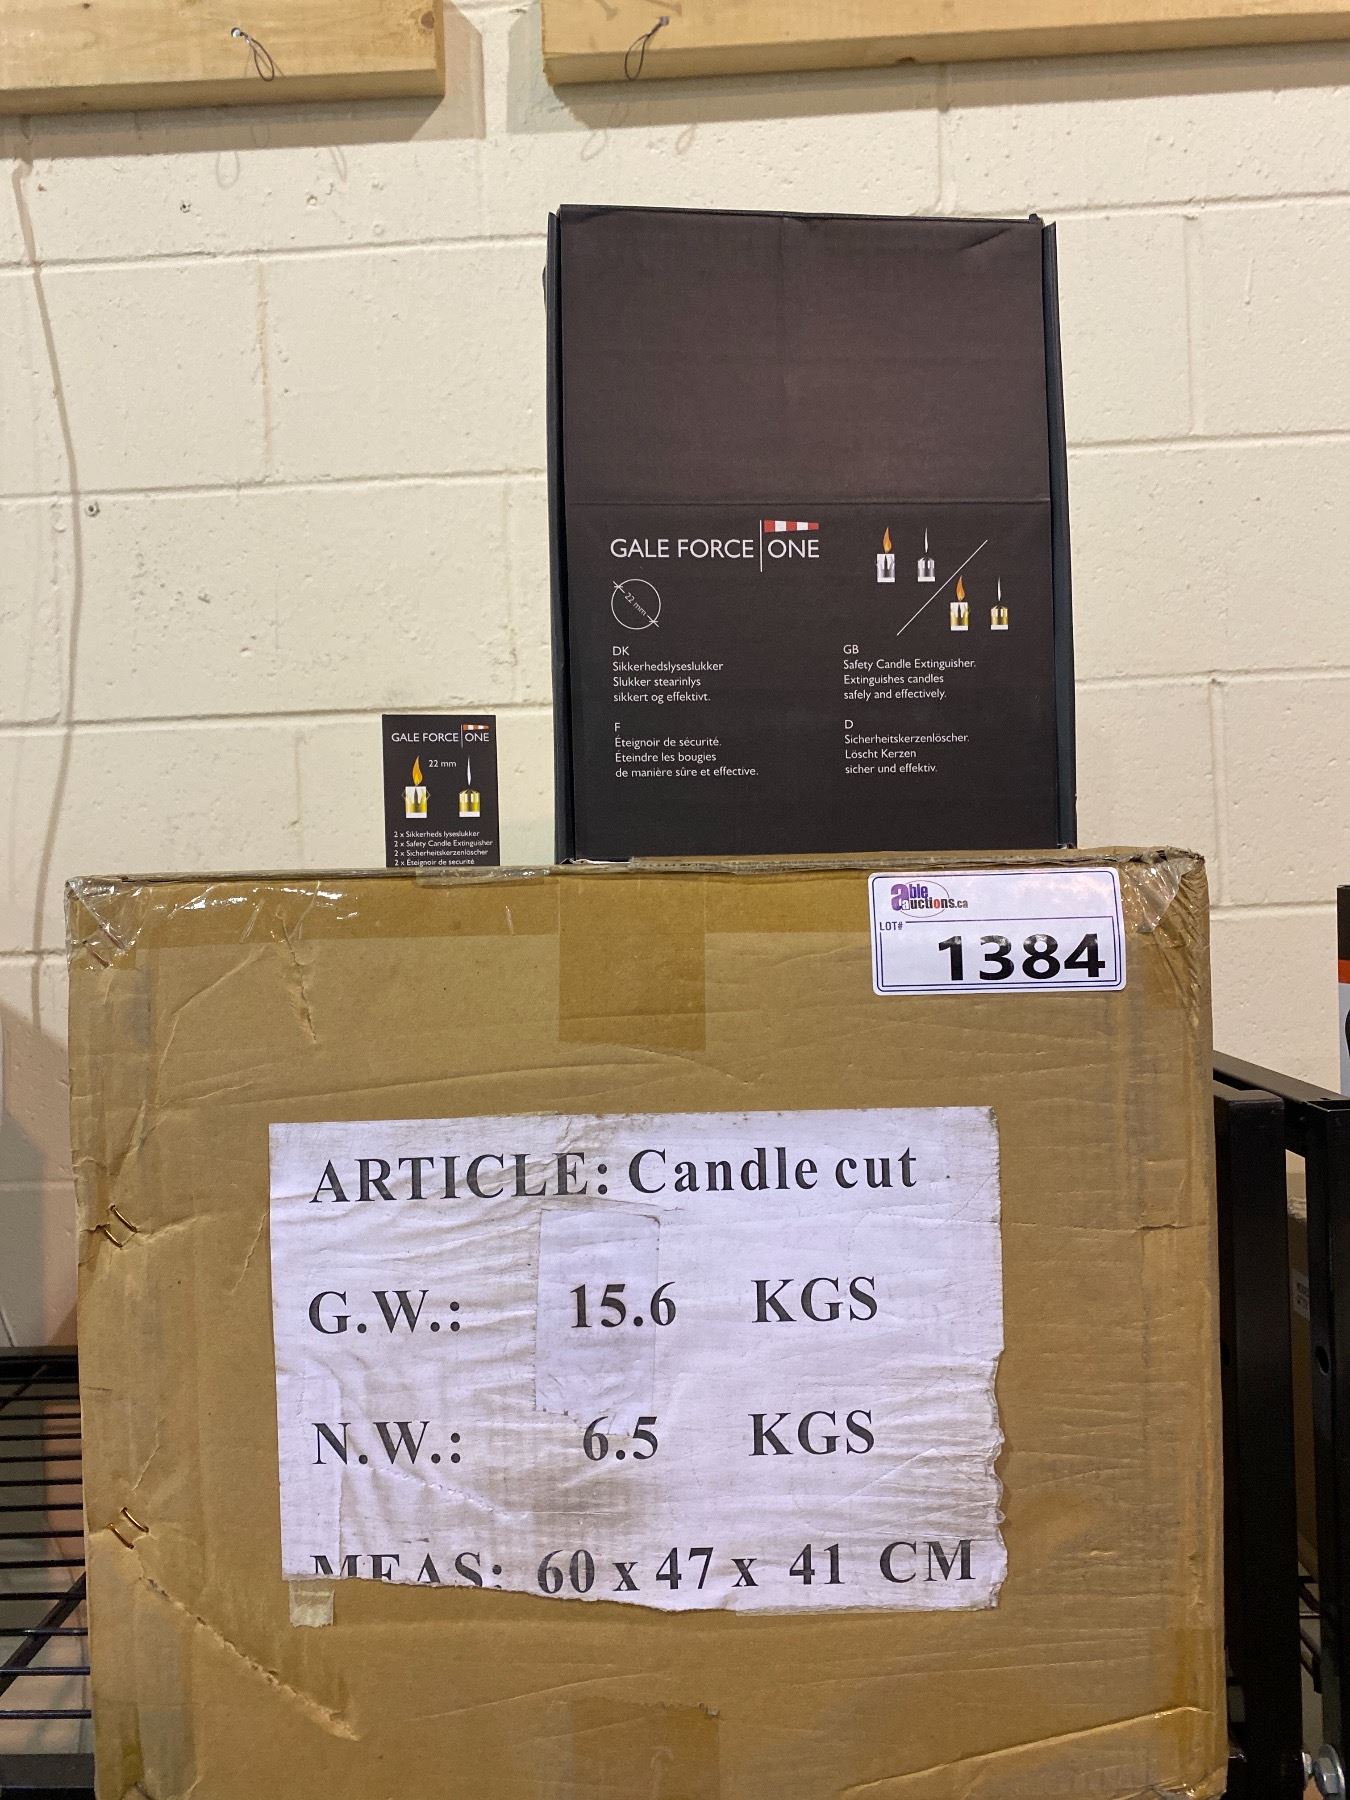 GALE FORCE ONE
22 mm
DK
Sikkerhedslyseslukker
Slukker stearinlys
sikkert og effektivt.
GB
Safety Candle Extinguisher.
Extinguishes candles
safely and effectively.
F
Éteignoir de sécurité.
Éteindre les bougies
de manière sûre et effective.
D
Sicherheitskerzenlöscher.
Löscht Kerzen
sicher und effektiv.
GALE FORCE ONE
22 mm
2 x Sikkerheds lyseslukker
2 x Safety Candle Extinguisher
2 x Sicherheitskerzenlöscher
2 x Éteignoir de securité
able auctions.ca
LOT#
1384
ARTICLE: Candle cut
G.W.: 15.6 KGS
N.W.: 6.5 KGS
MEAS: 60 x 47 x 41 CM